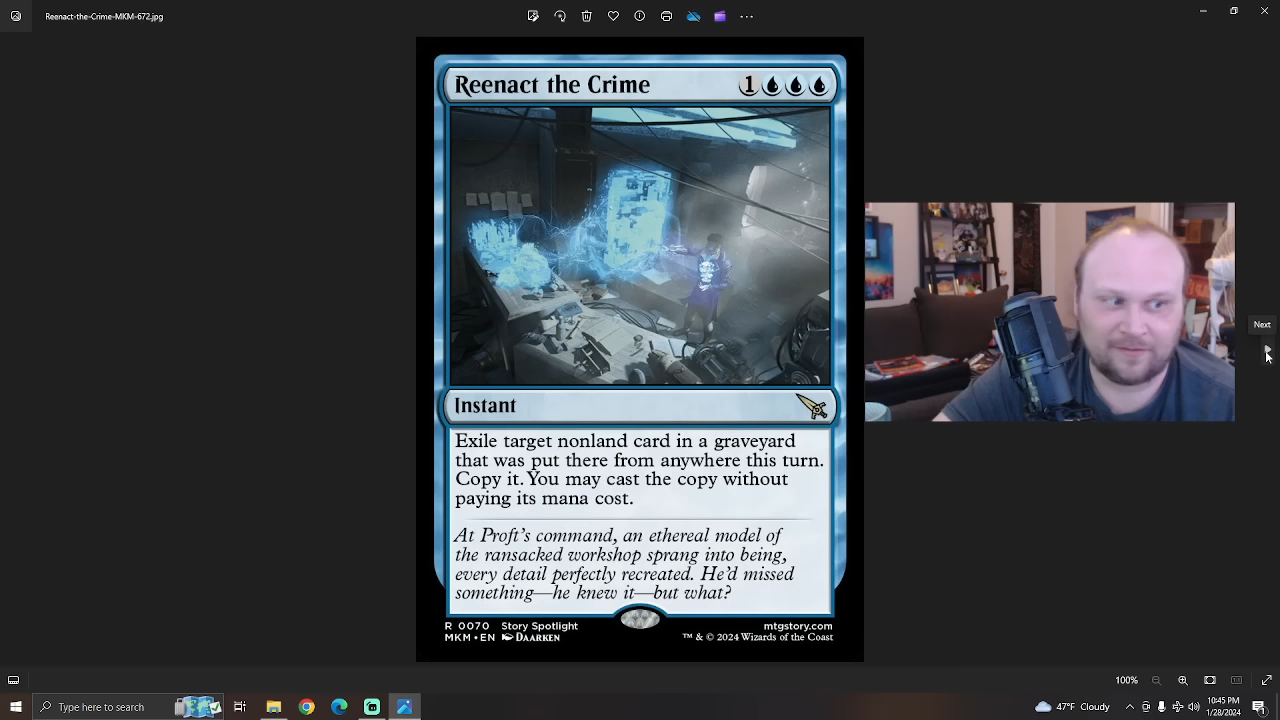 Reenact-the-Crime-MKM-672.jpg
Reenact the Crime 1
Instant
Exile target nonland card in a graveyard
that was put there from anywhere this turn.
Copy it. You may cast the copy without
paying its mana cost.
At Proft's command, an ethereal model of
the ransacked workshop sprang into being,
every detail perfectly recreated. He'd missed
something—he knew it—but what?
R 0070 Story Spotlight
MKM • EN DAARKEN
mtgstory.com
™ & © 2024 Wizards of the Coast
Next
100%
Type here to search
47°F Cloudy
10:45 PM
1/28/2024